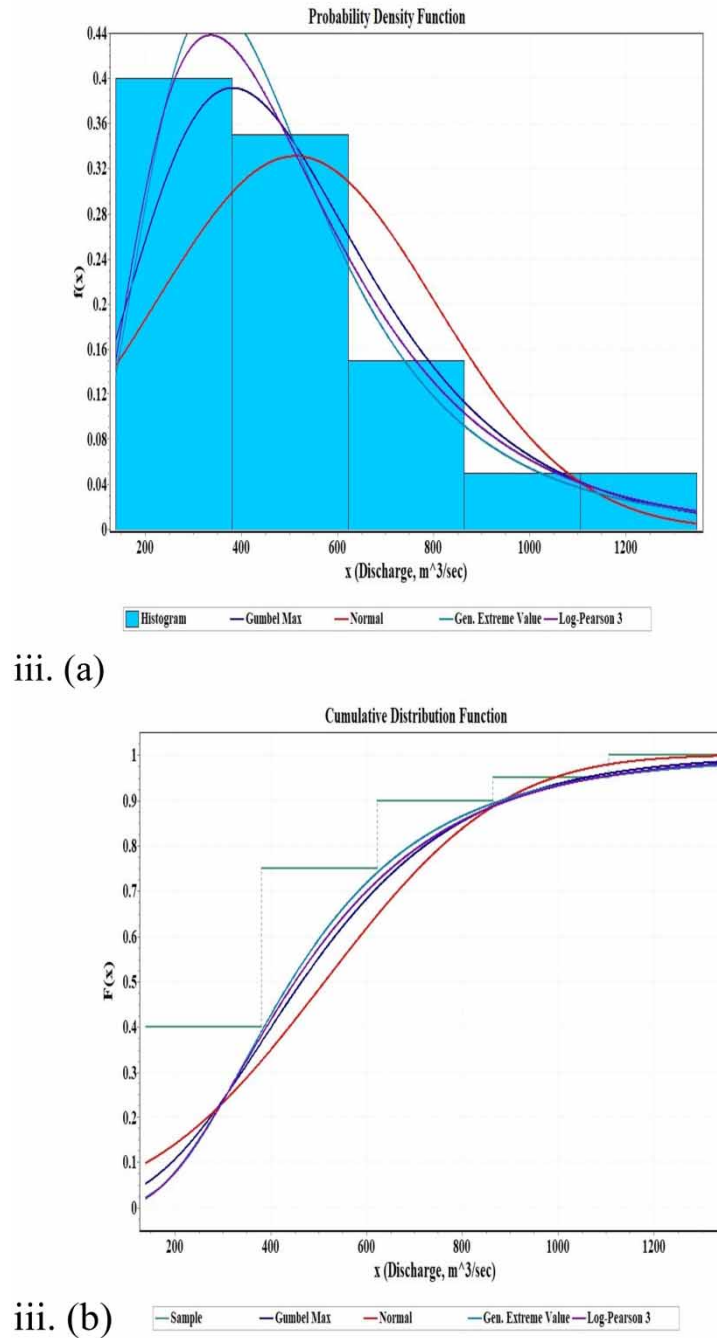 Probability Density Function
0.44
0.4
0.36
0.32
0.28
0.24
0.2
0.16
0.12
0.08
0.04
0
f(x)
200 400 600 800 1000 1200
x (Discharge, m^3/sec)
Histogram Gumbel Max Normal Gen. Extreme Value Log-Pearson 3
iii. (a)
Cumulative Distribution Function
1
0.9
0.8
0.7
0.6
0.5
0.4
0.3
0.2
0.1
0
F(x)
200 400 600 800 1000 1200
x (Discharge, m^3/sec)
iii. (b) Sample Gumbel Max Normal Gen. Extreme Value Log-Pearson 3